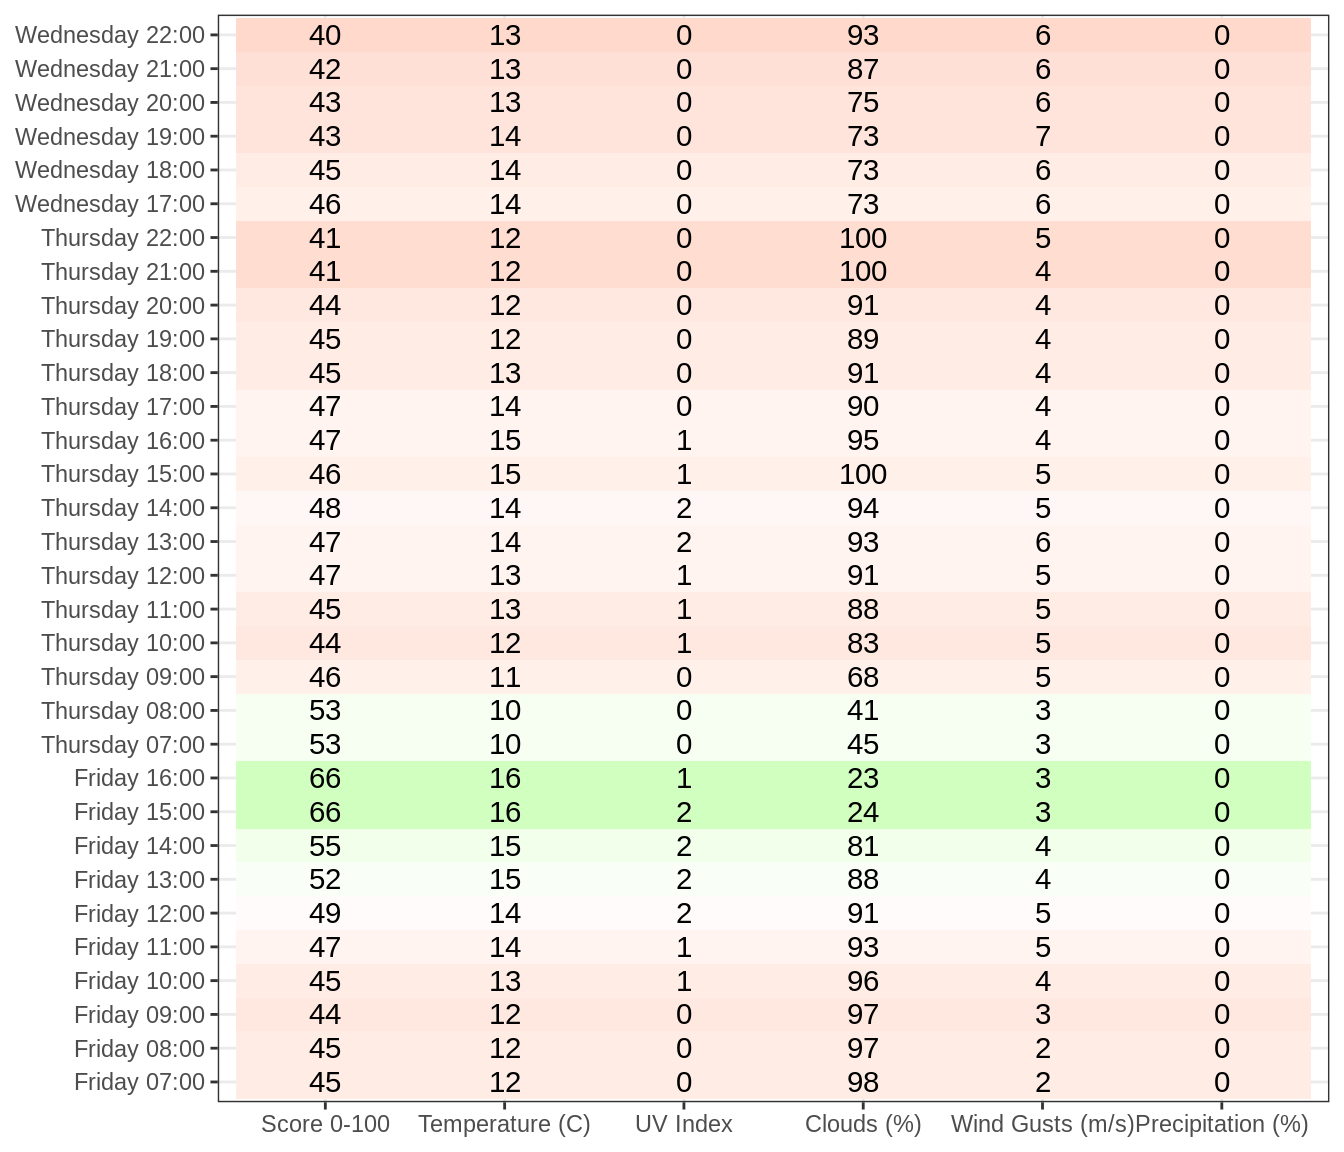 Wednesday 22:00 40 13 0 93 6 0
Wednesday 21:00 42 13 0 87 6 0
Wednesday 20:00 43 13 0 75 6 0
Wednesday 19:00 43 14 0 73 7 0
Wednesday 18:00 45 14 0 73 6 0
Wednesday 17:00 46 14 0 73 6 0
Thursday 22:00 41 12 0 100 5 0
Thursday 21:00 41 12 0 100 4 0
Thursday 20:00 44 12 0 91 4 0
Thursday 19:00 45 12 0 89 4 0
Thursday 18:00 45 13 0 91 4 0
Thursday 17:00 47 14 0 90 4 0
Thursday 16:00 47 15 1 95 4 0
Thursday 15:00 46 15 1 100 5 0
Thursday 14:00 48 14 2 94 5 0
Thursday 13:00 47 14 2 93 6 0
Thursday 12:00 47 13 1 91 5 0
Thursday 11:00 45 13 1 88 5 0
Thursday 10:00 44 12 1 83 5 0
Thursday 09:00 46 11 0 68 5 0
Thursday 08:00 53 10 0 41 3 0
Thursday 07:00 53 10 0 45 3 0
Friday 16:00 66 16 1 23 3 0
Friday 15:00 66 16 2 24 3 0
Friday 14:00 55 15 2 81 4 0
Friday 13:00 52 15 2 88 4 0
Friday 12:00 49 14 2 91 5 0
Friday 11:00 47 14 1 93 5 0
Friday 10:00 45 13 1 96 4 0
Friday 09:00 44 12 0 97 3 0
Friday 08:00 45 12 0 97 2 0
Friday 07:00 45 12 0 98 2 0
Score 0-100 Temperature (C) UV Index Clouds (%) Wind Gusts (m/s) Precipitation (%)